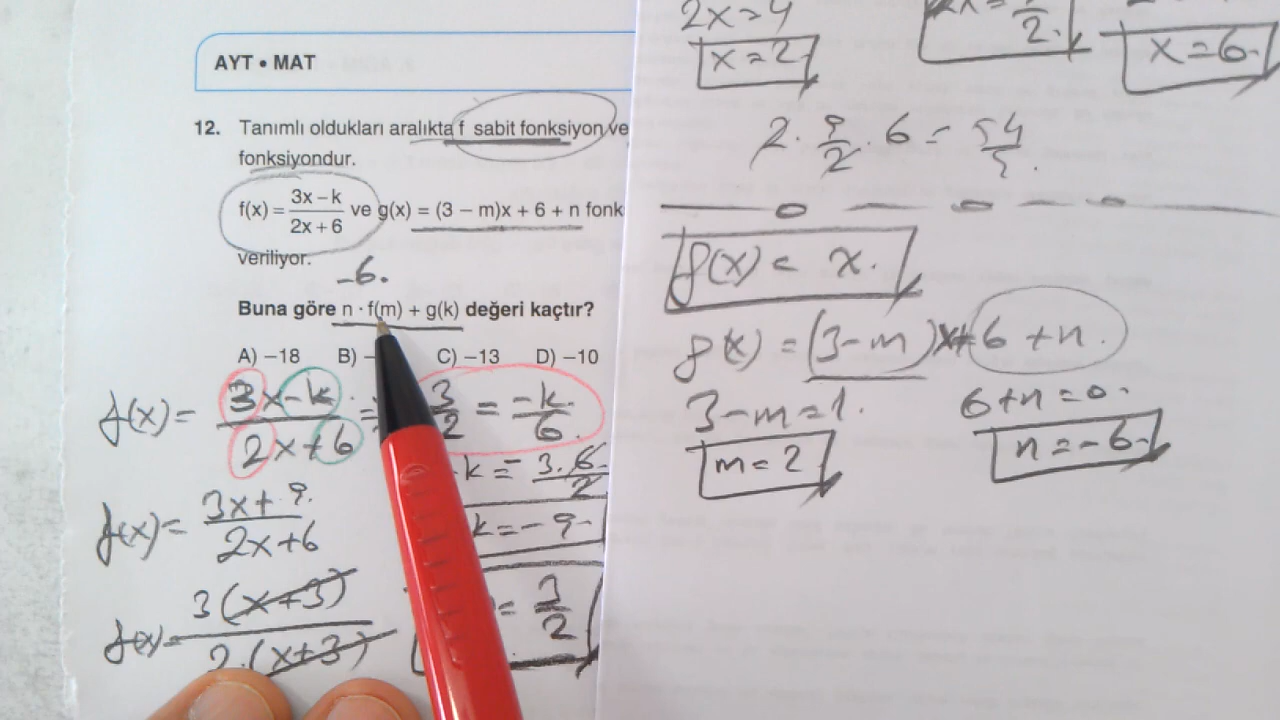 AYT • MAT
12. Tanımlı oldukları aralıkta f sabit fonksiyon ve
fonksiyondur.
f(x) = 3x – k / 2x + 6 ve g(x) = (3 – m)x + 6 + n fonk
veriliyor.
-6.
Buna göre n · f(m) + g(k) değeri kaçtır?
A) –18 B) – C) –13 D) –10
f(x) = 3x-k / 2x+6 = 3/2 = -k/6
k = 3.6/2
f(x) = 3x+9 / 2x+6
k = -9
f(x) = 3(x+3) / 2.(x+3)
= 3/2
2x=4
x=2
2
x=6
2. 9/2 . 6 = 54
f(x) = x.
f(x) = (3-m)x+6+n.
3-m=1. 6+n=0.
m=2 n=-6